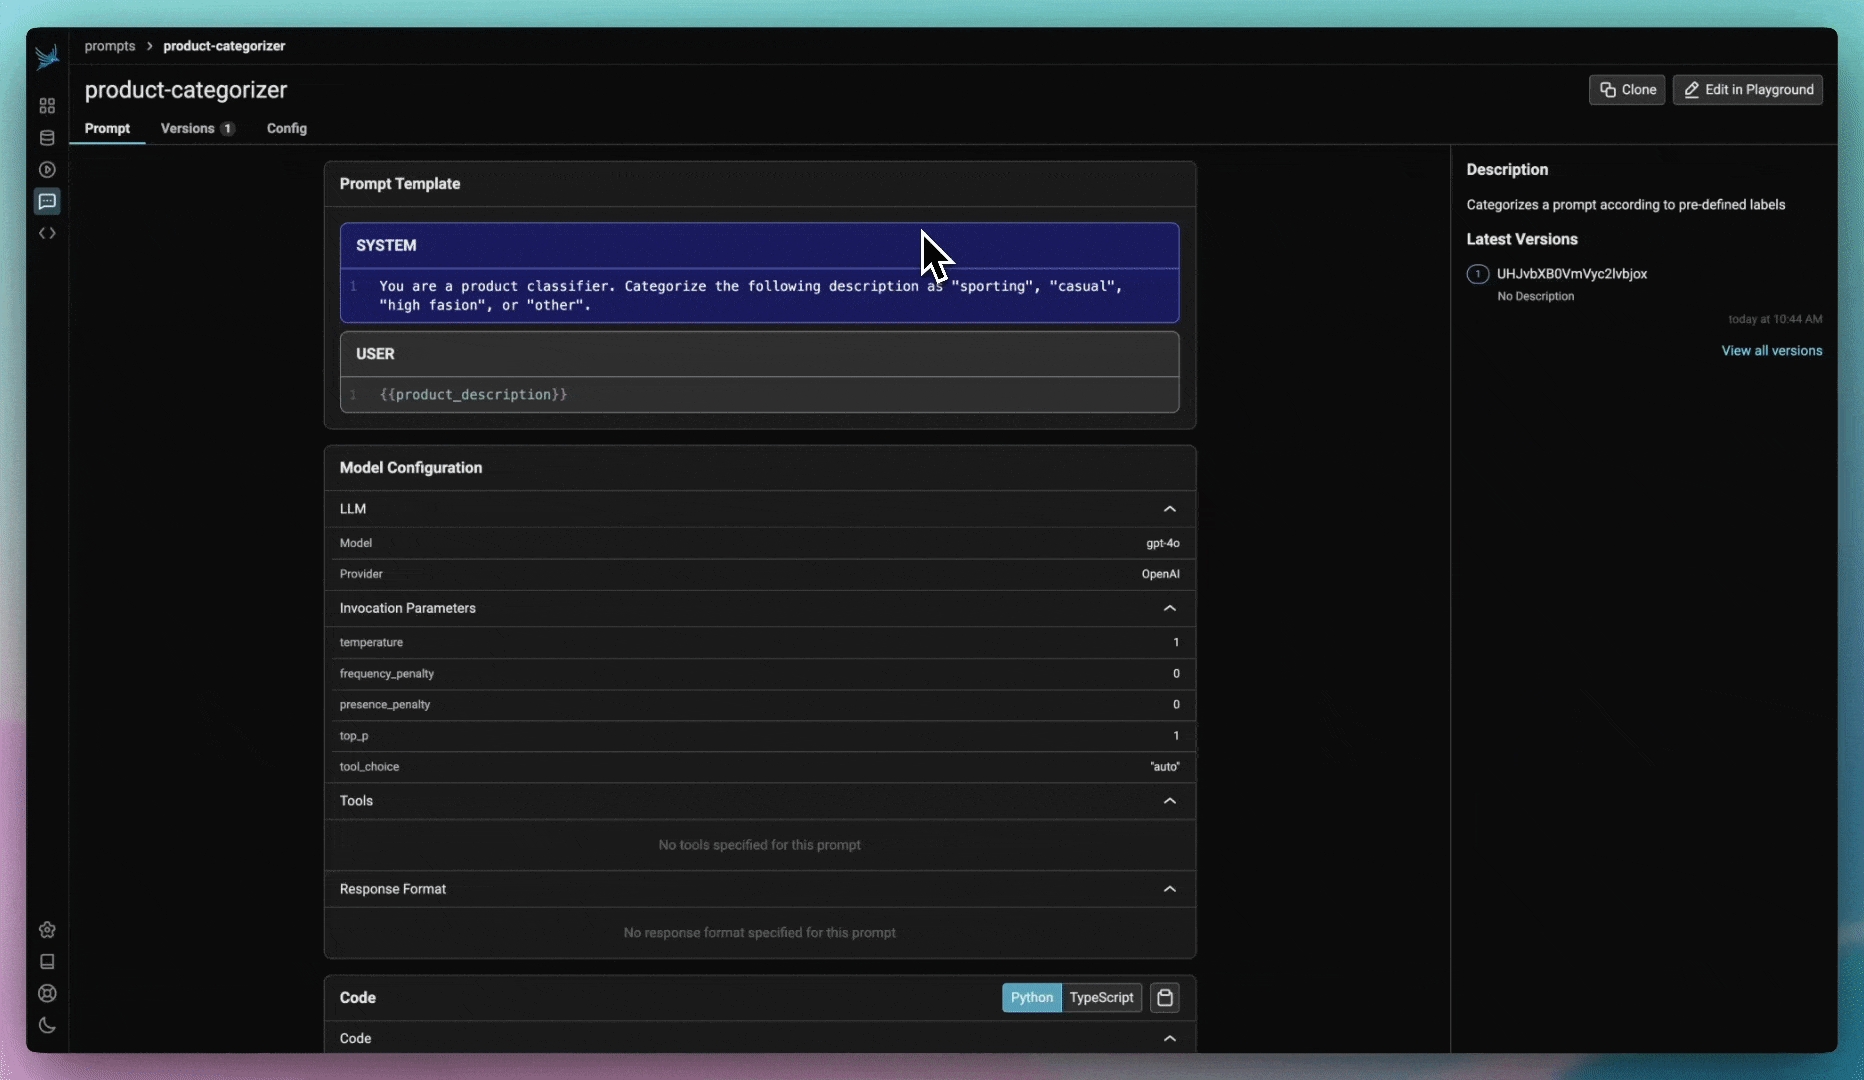 prompts > product-categorizer
product-categorizer
Clone
Edit in Playground
Prompt
Versions 1
Config
Prompt Template
SYSTEM
1 You are a product classifier. Categorize the following description as "sporting", "casual",
"high fasion", or "other".
USER
1 {{product_description}}
Model Configuration
LLM
Model gpt-4o
Provider OpenAI
Invocation Parameters
temperature 1
frequency_penalty 0
presence_penalty 0
top_p 1
tool_choice "auto"
Tools
No tools specified for this prompt
Response Format
No response format specified for this prompt
Code Python TypeScript
Code
Description
Categorizes a prompt according to pre-defined labels
Latest Versions
1 UHJvbXB0VmVyc2lvbjox
No Description
today at 10:44 AM
View all versions